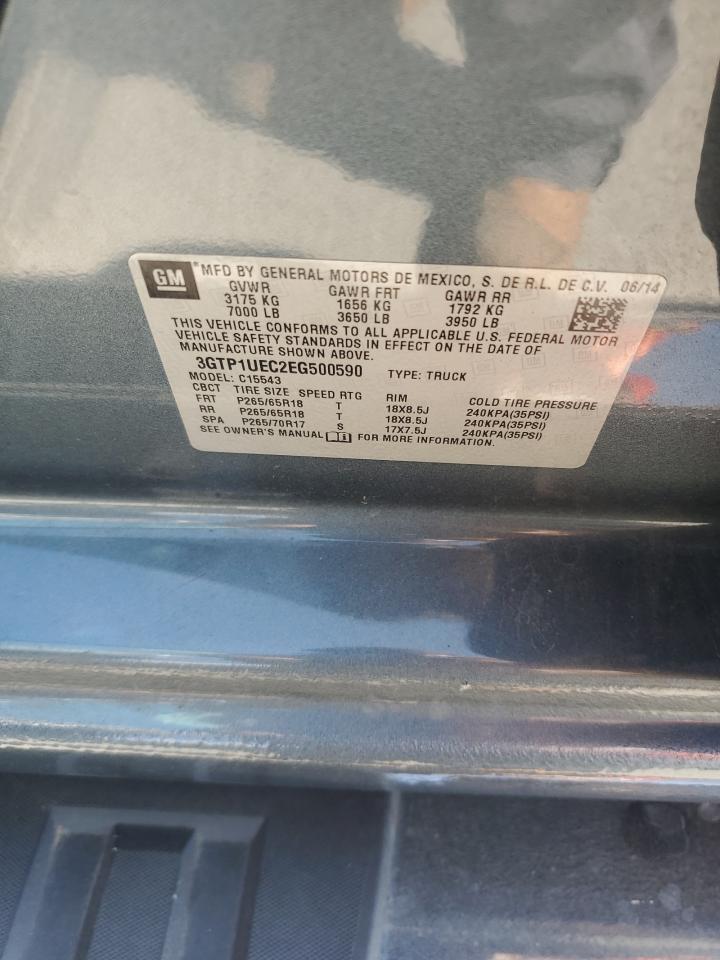 GM MFD BY GENERAL MOTORS DE MEXICO, S. DE R.L. DE C.V. 06/14
GVWR GAWR FRT GAWR RR
3175 KG 1656 KG 1792 KG
7000 LB 3650 LB 3950 LB
THIS VEHICLE CONFORMS TO ALL APPLICABLE U.S. FEDERAL MOTOR
VEHICLE SAFETY STANDARDS IN EFFECT ON THE DATE OF
MANUFACTURE SHOWN ABOVE.
3GTP1UEC2EG500590 TYPE: TRUCK
MODEL: C15543
CBCT TIRE SIZE SPEED RTG RIM COLD TIRE PRESSURE
FRT P265/65R18 T 18X8.5J 240KPA(35PSI)
RR P265/65R18 T 18X8.5J 240KPA(35PSI)
SPA P265/70R17 S 17X7.5J 240KPA(35PSI)
SEE OWNER'S MANUAL FOR MORE INFORMATION.